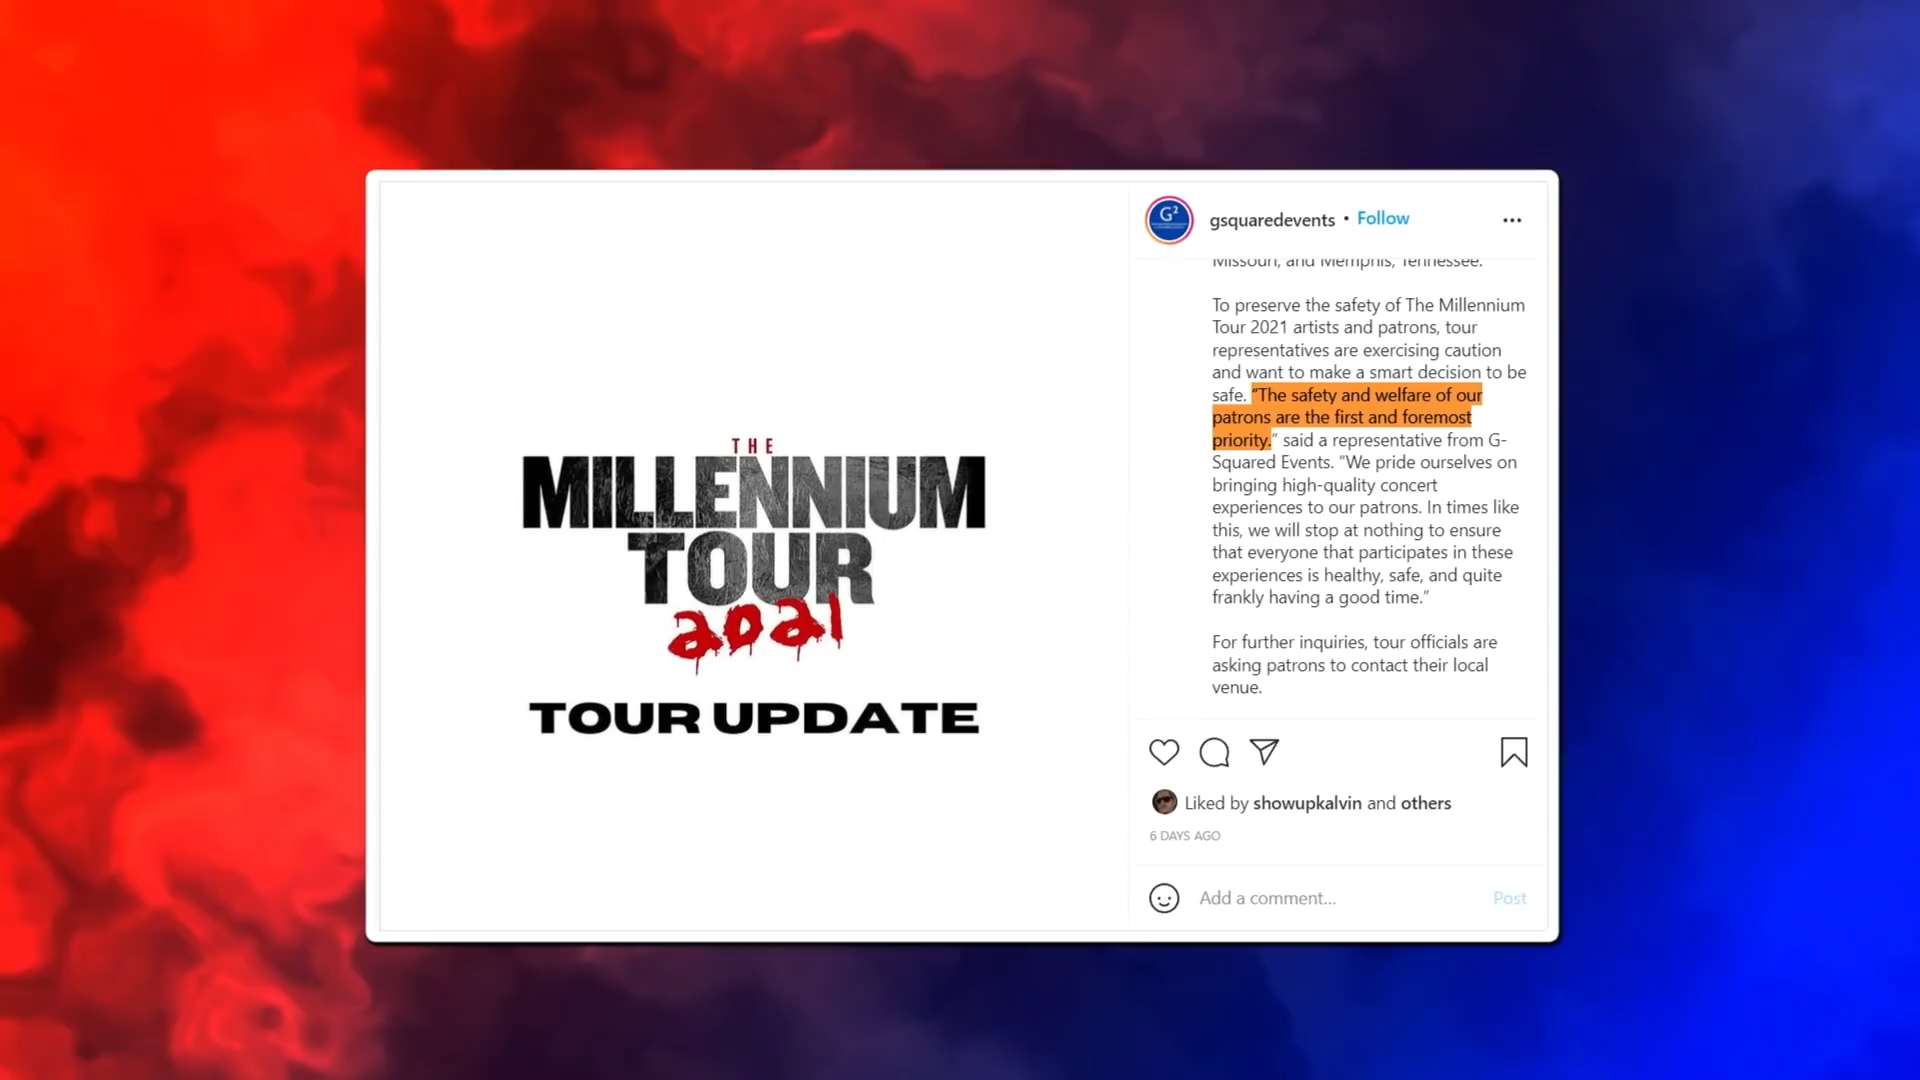 THE
MILLENNIUM
TOUR
2021
TOUR UPDATE
G²
gsquaredevents • Follow
Missouri, and Memphis, Tennessee.
To preserve the safety of The Millennium
Tour 2021 artists and patrons, tour
representatives are exercising caution
and want to make a smart decision to be
safe. “The safety and welfare of our
patrons are the first and foremost
priority.” said a representative from G-
Squared Events. “We pride ourselves on
bringing high-quality concert
experiences to our patrons. In times like
this, we will stop at nothing to ensure
that everyone that participates in these
experiences is healthy, safe, and quite
frankly having a good time.”
For further inquiries, tour officials are
asking patrons to contact their local
venue.
Liked by showupkalvin and others
6 DAYS AGO
Add a comment...
Post